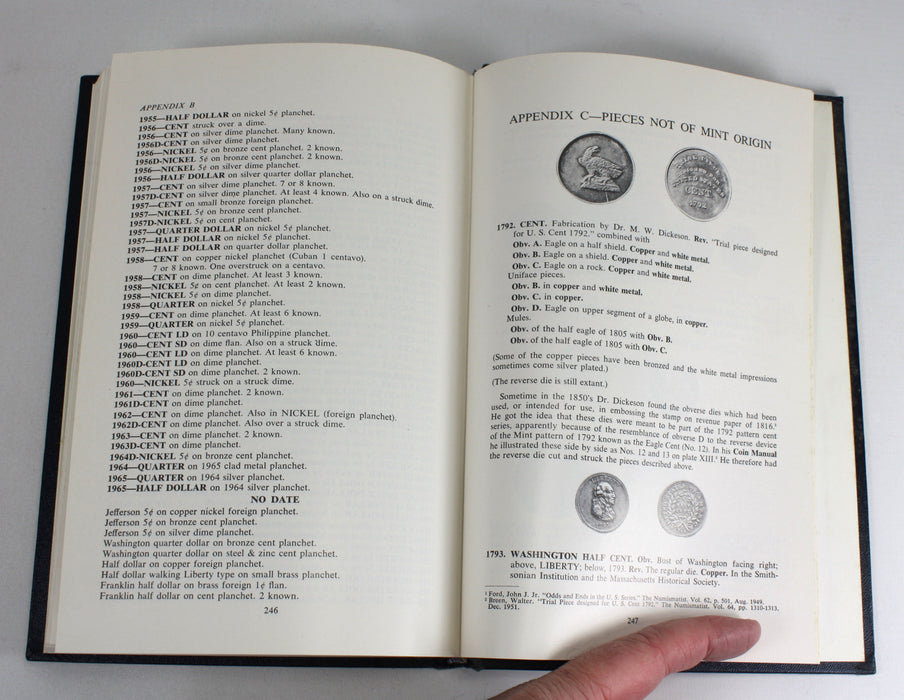 APPENDIX B
1955—HALF DOLLAR on nickel 5¢ planchet.
1956—CENT struck over a dime.
1956—CENT on silver dime planchet. Many known.
1956D-CENT on silver dime planchet.
1956—NICKEL 5¢ on bronze cent planchet. 2 known.
1956D-NICKEL 5¢ on bronze cent planchet. 2 known.
1956—NICKEL 5¢ on silver dime planchet.
1956—HALF DOLLAR on silver quarter dollar planchet.
1957—CENT on silver dime planchet. 7 or 8 known.
1957D-CENT on silver dime planchet. At least 4 known. Also on a struck dime.
1957—CENT on small bronze foreign planchet.
1957—NICKEL 5¢ on bronze cent planchet.
1957D-NICKEL 5¢ on cent planchet.
1957—QUARTER DOLLAR on nickel 5¢ planchet.
1957—HALF DOLLAR on nickel 5¢ planchet.
1957—HALF DOLLAR on quarter dollar planchet.
1958—CENT on copper nickel planchet (Cuban 1 centavo).
7 or 8 known. One overstruck on a centavo.
1958—CENT on dime planchet. At least 3 known.
1958—NICKEL 5¢ on cent planchet. At least 2 known.
1958—NICKEL 5¢ on dime planchet.
1958—QUARTER on nickel 5¢ planchet.
1959—CENT on dime planchet. At least 6 known.
1959—QUARTER on nickel 5¢ planchet.
1960—CENT LD on 10 centavo Philippine planchet.
1960—CENT SD on dime flan. Also on a struck dime.
1960—CENT LD on dime planchet. At least 6 known.
1960D-CENT LD on dime planchet.
1960D-CENT SD on dime planchet. 2 known.
1960—NICKEL 5¢ struck on a struck dime.
1961—CENT on dime planchet. 2 known.
1961D-CENT on dime planchet.
1962—CENT on dime planchet. Also in NICKEL (foreign planchet).
1962D-CENT on dime planchet. Also over a struck dime.
1963—CENT on dime planchet. 2 known.
1963D-CENT on dime planchet.
1964D-NICKEL 5¢ on bronze cent planchet.
1964—QUARTER on 1965 clad metal planchet.
1965—QUARTER on 1964 silver planchet.
1965—HALF DOLLAR on 1964 silver planchet.
NO DATE
Jefferson 5¢ on copper nickel foreign planchet.
Jefferson 5¢ on bronze cent planchet.
Jefferson 5¢ on silver dime planchet.
Washington quarter dollar on bronze cent planchet.
Washington quarter dollar on steel & zinc cent planchet.
Half dollar on copper foreign planchet.
Half dollar walking Liberty type on small brass planchet.
Franklin half dollar on brass foreign 1¢ flan.
Franklin half dollar on cent planchet. 2 known.
246
APPENDIX C—PIECES NOT OF MINT ORIGIN
CENT
1792
1792. CENT. Fabrication by Dr. M. W. Dickeson. Rev. "Trial piece designed
for U. S. Cent 1792." combined with
Obv. A. Eagle on a half shield. Copper and white metal.
Obv. B. Eagle on a shield. Copper and white metal.
Obv. C. Eagle on a rock. Copper and white metal.
Uniface pieces.
Obv. B. in copper and white metal.
Obv. C. in copper.
Obv. D. Eagle on upper segment of a globe, in copper.
Mules.
Obv. of the half eagle of 1805 with Obv. B.
Obv. of the half eagle of 1805 with Obv. C.
(Some of the copper pieces have been bronzed and the white metal impressions
sometimes come silver plated.)
(The reverse die is still extant.)
Sometime in the 1850's Dr. Dickeson found the obverse dies which had been
used, or intended for use, in embossing the stamp on revenue paper of 1816.¹
He got the idea that these dies were meant to be part of the 1792 pattern cent
series, apparently because of the resemblance of obverse D to the reverse device
of the Mint pattern of 1792 known as the Eagle Cent (No. 12). In his Coin Manual
he illustrated these side by side as Nos. 12 and 13 on plate XIII.² He therefore had
the reverse die cut and struck the pieces described above.
1793. WASHINGTON HALF CENT. Obv. Bust of Washington facing right;
above, LIBERTY; below, 1793. Rev. The regular die. Copper. In the Smith-
sonian Institution and the Massachusetts Historical Society.
¹ Ford, John J. Jr. "Odds and Ends in the U. S. Series." The Numismatist. Vol. 62, p. 501, Aug. 1949.
² Breen, Walter. "Trial Piece designed for U. S. Cent 1792." The Numismatist. Vol. 64, pp. 1310-1313,
Dec. 1951.
247